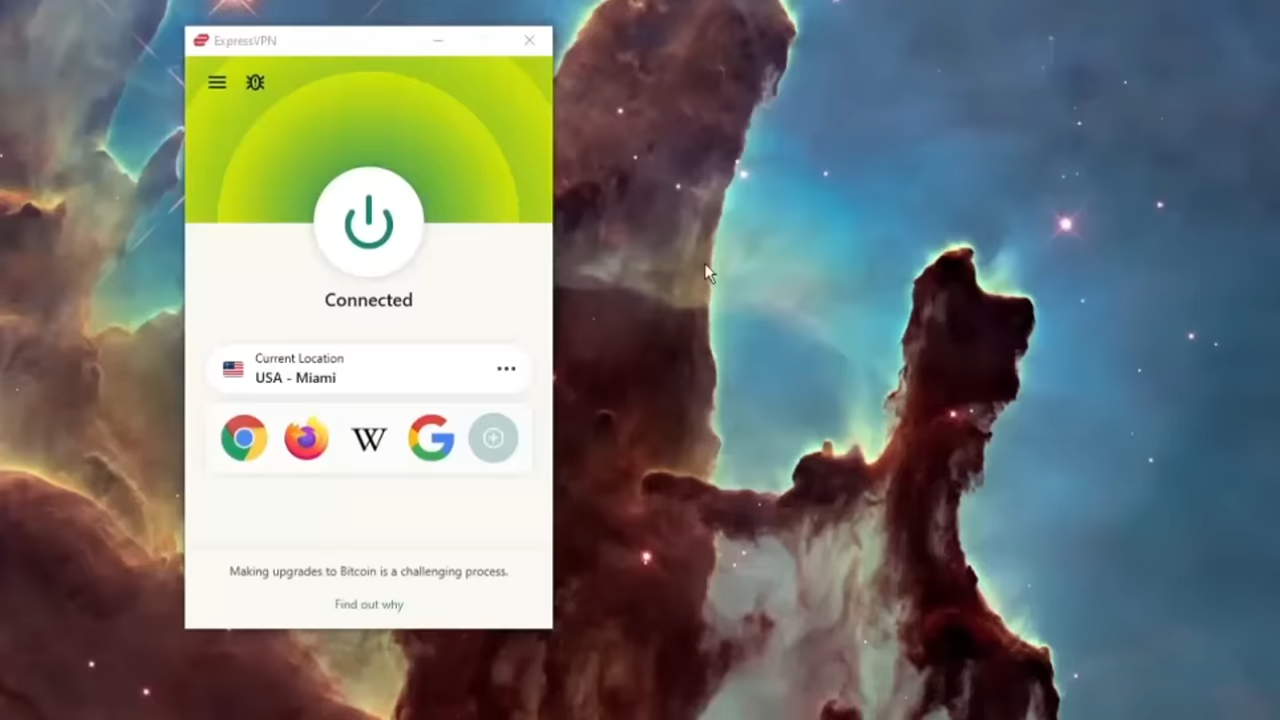 ExpressVPN
Connected
Current Location
USA - Miami
W
Making upgrades to Bitcoin is a challenging process.
Find out why